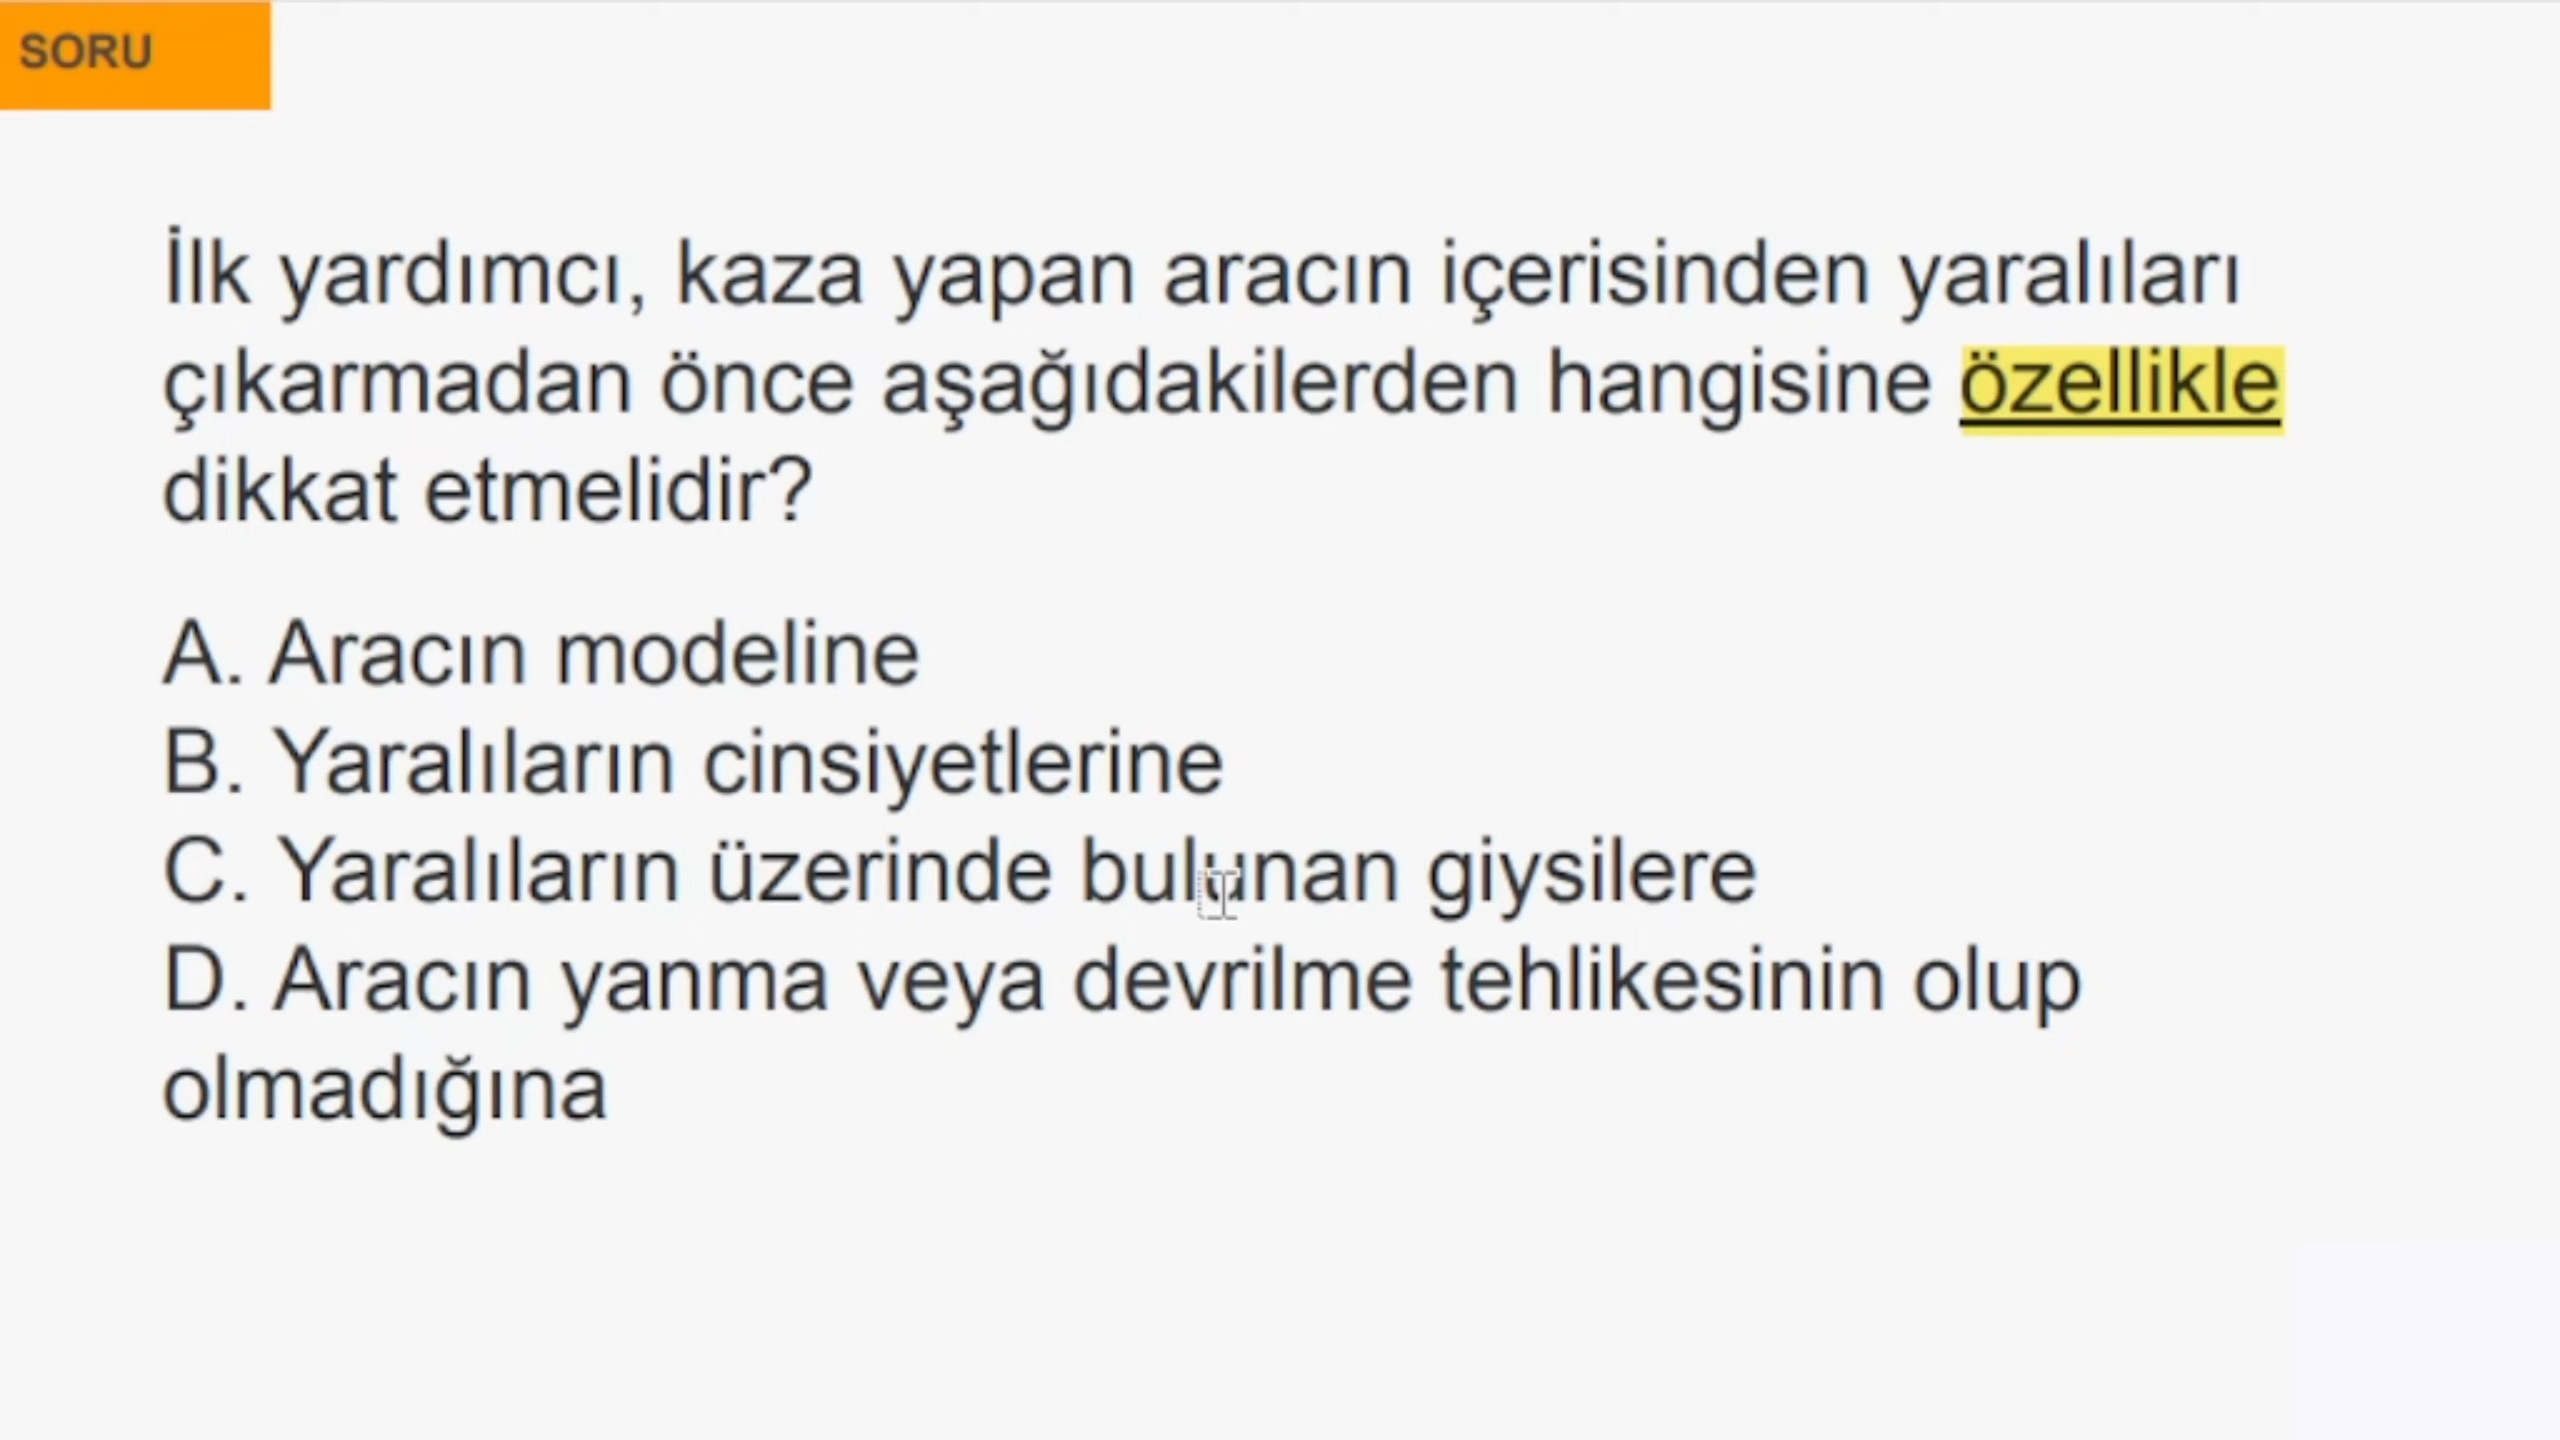 SORU
İlk yardımcı, kaza yapan aracın içerisinden yaralıları
çıkarmadan önce aşağıdakilerden hangisine özellikle
dikkat etmelidir?
A. Aracın modeline
B. Yaralıların cinsiyetlerine
C. Yaralıların üzerinde bulunan giysilere
D. Aracın yanma veya devrilme tehlikesinin olup
olmadığına